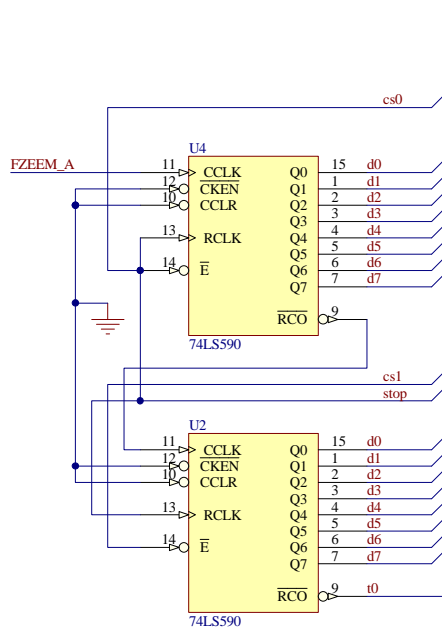 cs0
U4
FZEEM_A
11 CCLK Q0 15 d0
12 CKEN Q1 1 d1
10 CCLR Q2 2 d2
Q3 3 d3
13 RCLK Q4 4 d4
Q5 5 d5
14 E Q6 6 d6
Q7 7 d7
RCO 9
74LS590
cs1
stop
U2
11 CCLK Q0 15 d0
12 CKEN Q1 1 d1
10 CCLR Q2 2 d2
Q3 3 d3
13 RCLK Q4 4 d4
Q5 5 d5
14 E Q6 6 d6
Q7 7 d7
RCO 9 t0
74LS590